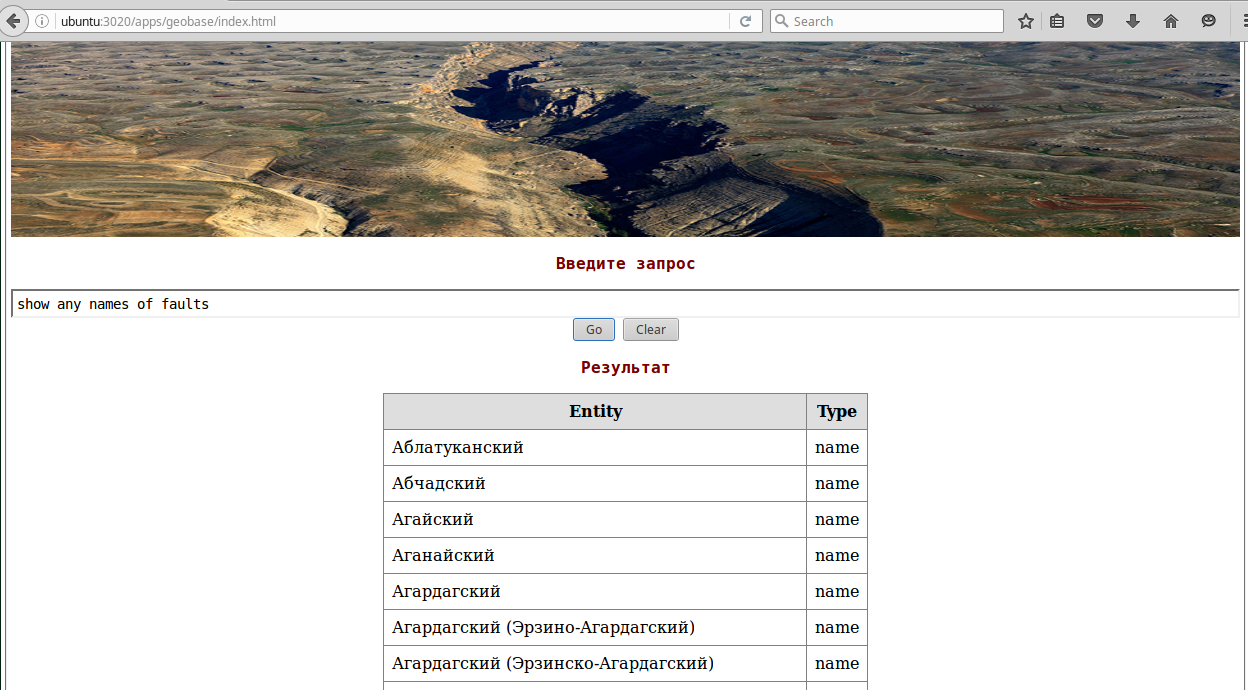 ubuntu:3020/apps/geobase/index.html
Search
Введите запрос
show any names of faults
Go Clear
Результат
Entity Type
Аблатуканский name
Абчадский name
Агайский name
Аганайский name
Агардагский name
Агардагский (Эрзино-Агардагский) name
Агардагский (Эрзинско-Агардагский) name